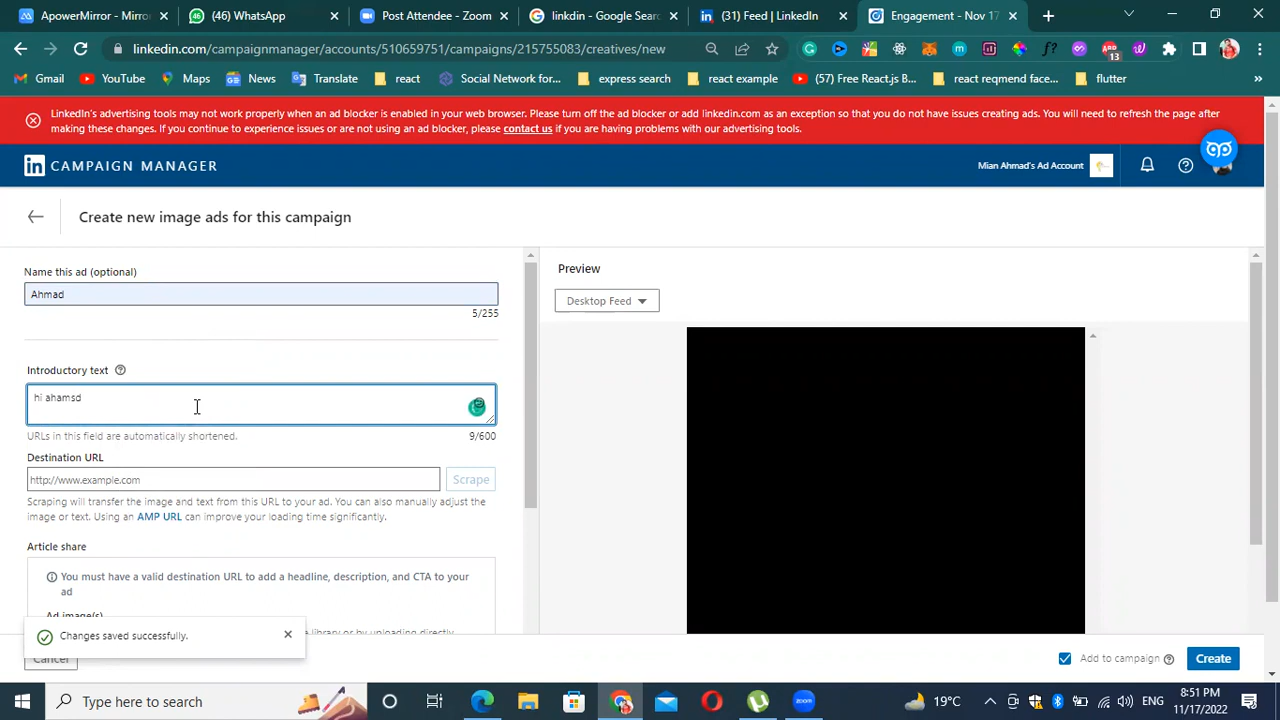 ApowerMirror - Mirror
(46) WhatsApp
Post Attendee - Zoom
linkdin - Google Sear
(31) Feed | LinkedIn
Engagement - Nov 17
linkedin.com/campaignmanager/accounts/510659751/campaigns/215755083/creatives/new
13
Gmail
YouTube
Maps
News
Translate
react
Social Network for...
express search
react example
(57) Free React.js B...
react reqmend face...
flutter
LinkedIn's advertising tools may not work properly when an ad blocker is enabled in your web browser. Please turn off the ad blocker or add linkedin.com as an exception so that you do not have issues creating ads. You will need to refresh the page after
making these changes. If you continue to experience issues or are not using an ad blocker, please contact us if you are having problems with our advertising tools.
in CAMPAIGN MANAGER
Mian Ahmad's Ad Account
Create new image ads for this campaign
Name this ad (optional)
Ahmad
5/255
Introductory text
hi ahamsd
URLs in this field are automatically shortened.
9/600
Destination URL
http://www.example.com
Scrape
Scraping will transfer the image and text from this URL to your ad. You can also manually adjust the
image or text. Using an AMP URL can improve your loading time significantly.
Article share
You must have a valid destination URL to add a headline, description, and CTA to your
ad
Ad image(s)
library or by uploading directly
Changes saved successfully.
Cancel
Preview
Desktop Feed
Add to campaign
Create
Type here to search
19°C
ENG
8:51 PM
11/17/2022